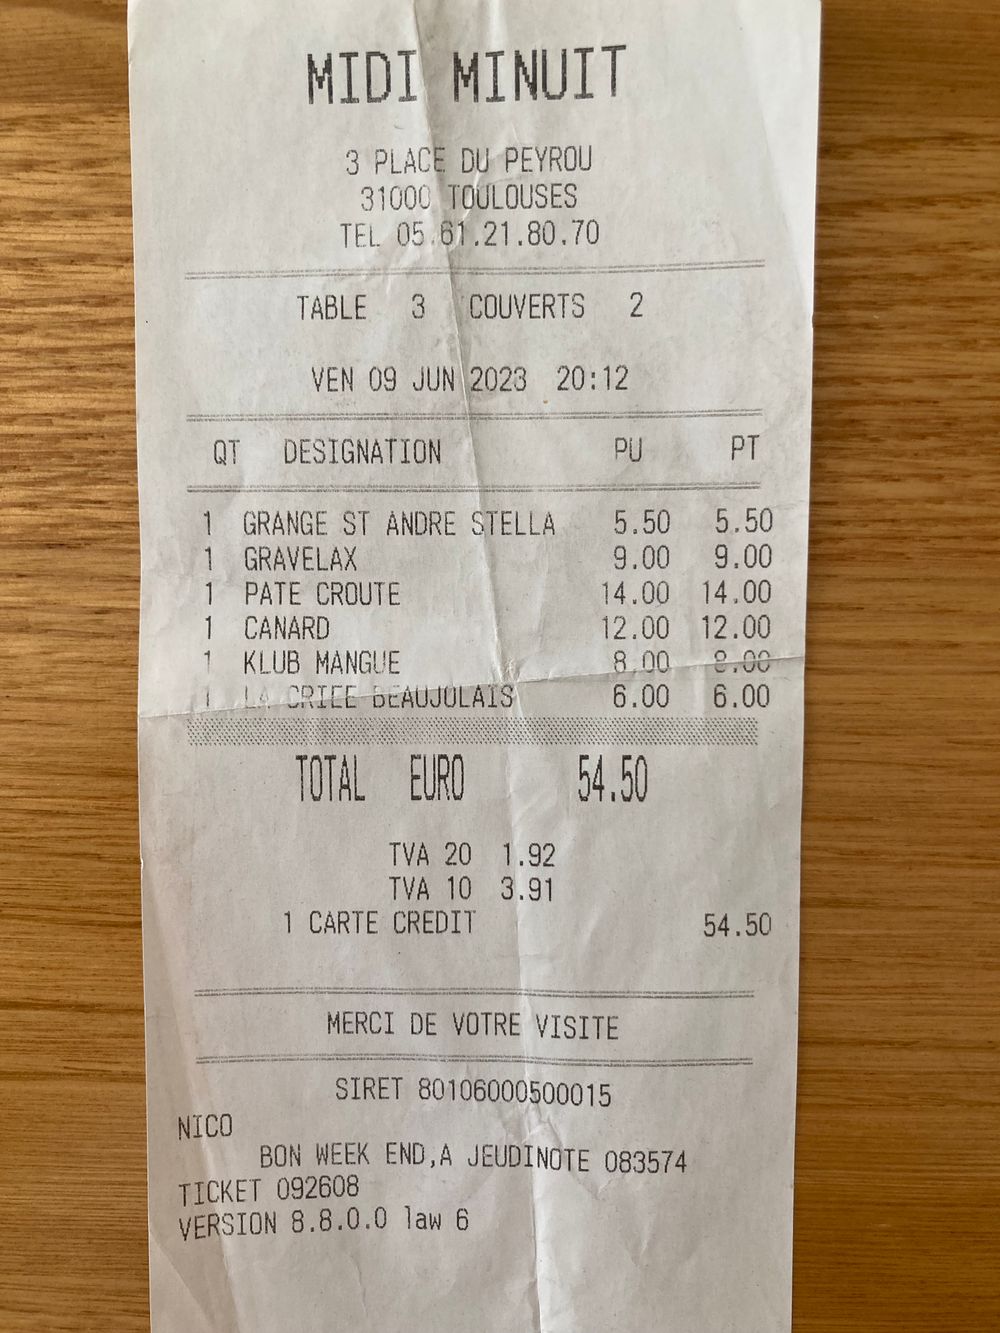 MIDI MINUIT
3 PLACE DU PEYROU
31000 TOULOUSES
TEL 05.61.21.80.70
TABLE 3 COUVERTS 2
VEN 09 JUN 2023 20:12
QT DESIGNATION PU PT
1 GRANGE ST ANDRE STELLA 5.50 5.50
1 GRAVELAX 9.00 9.00
1 PATE CROUTE 14.00 14.00
1 CANARD 12.00 12.00
1 KLUB MANGUE 8.00 8.00
1 LA CRIEE BEAUJOLAIS 6.00 6.00
TOTAL EURO 54.50
TVA 20 1.92
TVA 10 3.91
1 CARTE CREDIT 54.50
MERCI DE VOTRE VISITE
SIRET 80106000500015
NICO
BON WEEK END,A JEUDINOTE 083574
TICKET 092608
VERSION 8.8.0.0 law 6